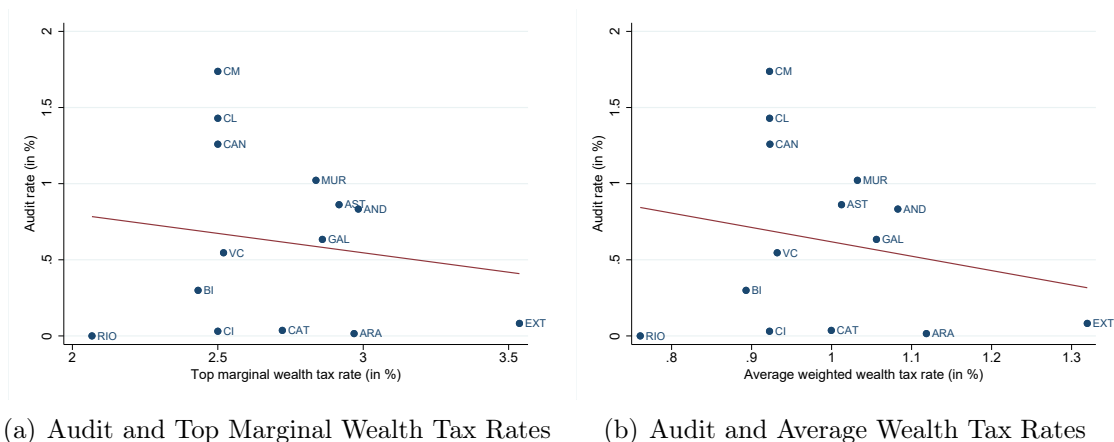 2
1.5
1
.5
0
Audit rate (in %)
CM
CL
CAN
MUR
AST
AND
GAL
VC
BI
RIO
CI
CAT
ARA
EXT
2 2.5 3 3.5
Top marginal wealth tax rate (in %)
(a) Audit and Top Marginal Wealth Tax Rates
2
1.5
1
.5
0
Audit rate (in %)
CM
CL
CAN
MUR
AST
AND
GAL
VC
BI
RIO
CI
CAT
ARA
EXT
.8 .9 1 1.1 1.2 1.3
Average weighted wealth tax rate (in %)
(b) Audit and Average Wealth Tax Rates